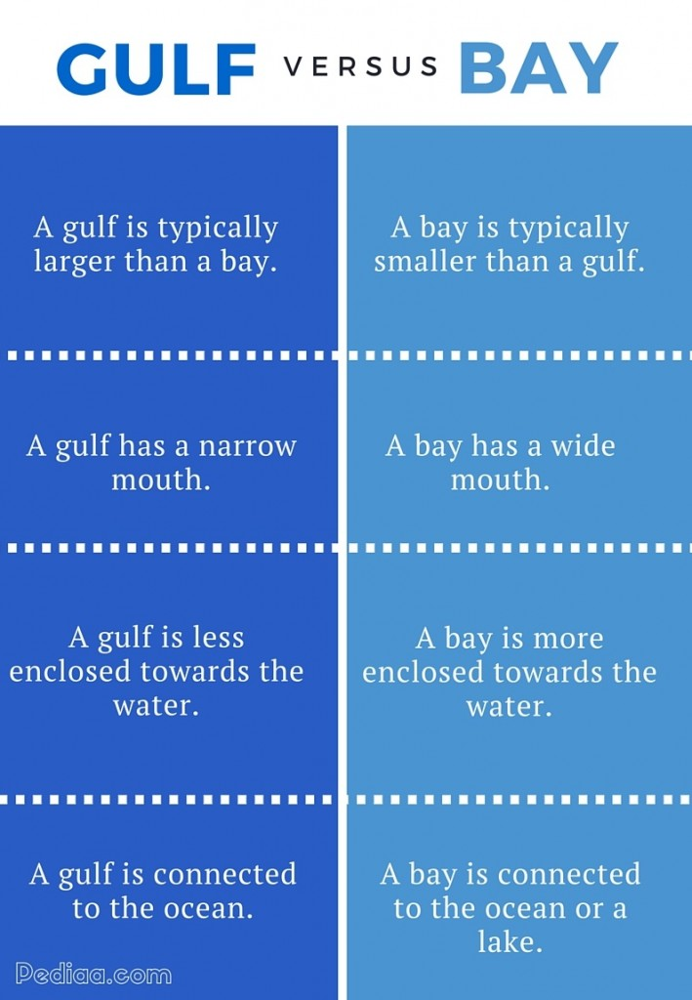 GULF VERSUS BAY
A gulf is typically
larger than a bay.
A bay is typically
smaller than a gulf.
A gulf has a narrow
mouth.
A bay has a wide
mouth.
A gulf is less
enclosed towards the
water.
A bay is more
enclosed towards the
water.
A gulf is connected
to the ocean.
A bay is connected
to the ocean or a
lake.
Pediaa.com